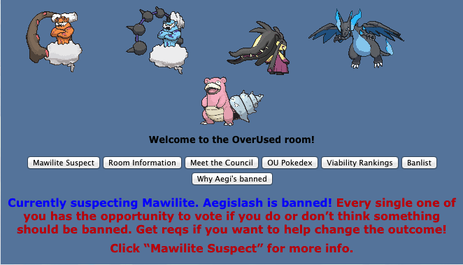 Welcome to the OverUsed room!
Mawilite Suspect Room Information Meet the Council OU Pokedex Viability Rankings Banlist
Why Aegi's banned
Currently suspecting Mawilite. Aegislash is banned! Every single one of
you has the opportunity to vote if you do or don't think something
should be banned. Get reqs if you want to help change the outcome!
Click “Mawilite Suspect” for more info.